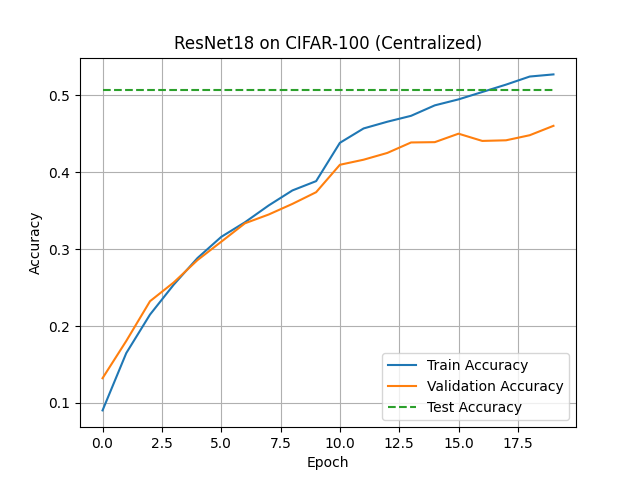 ResNet18 on CIFAR-100 (Centralized)
Accuracy
0.5
0.4
0.3
0.2
0.1
Train Accuracy
Validation Accuracy
Test Accuracy
0.0 2.5 5.0 7.5 10.0 12.5 15.0 17.5
Epoch